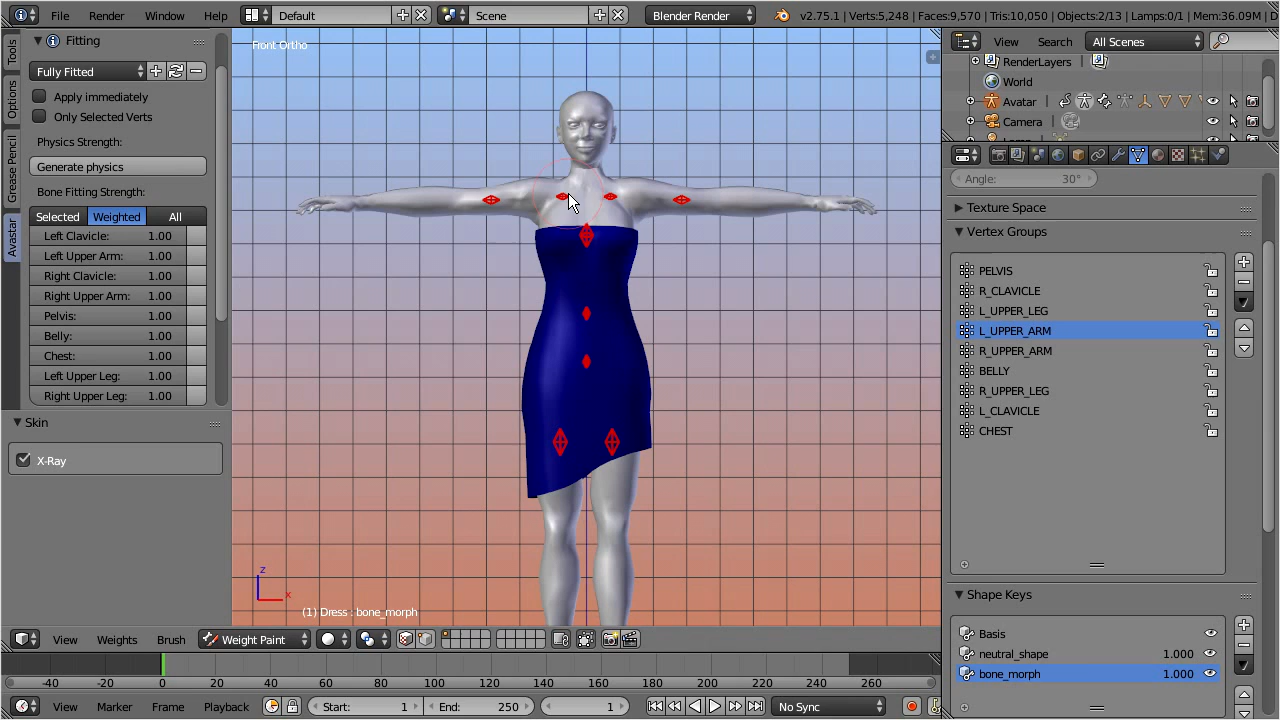 File Render Window Help Default Scene Blender Render v2.75.1 | Verts:5,248 | Faces:9,570 | Tris:10,050 | Objects:2/13 | Lamps:0/1 | Mem:36.09M
Tools
Options
Grease Pencil
Avastar
Fitting
Fully Fitted
Apply immediately
Only Selected Verts
Physics Strength:
Generate physics
Bone Fitting Strength:
Selected Weighted All
Left Clavicle: 1.00
Left Upper Arm: 1.00
Right Clavicle: 1.00
Right Upper Arm: 1.00
Pelvis: 1.00
Belly: 1.00
Chest: 1.00
Left Upper Leg: 1.00
Right Upper Leg: 1.00
Skin
X-Ray
Front Ortho
z
x
(1) Dress : bone_morph
View Weights Brush Weight Paint
-40 -20 0 20 40 60 80 100 120 140 160 180 200 220 240 260
View Marker Frame Playback Start: 1 End: 250 1 No Sync
View Search All Scenes
RenderLayers
World
Avatar
Camera
Angle: 30°
Texture Space
Vertex Groups
PELVIS
R_CLAVICLE
L_UPPER_LEG
L_UPPER_ARM
R_UPPER_ARM
BELLY
R_UPPER_LEG
L_CLAVICLE
CHEST
Shape Keys
Basis
neutral_shape 1.000
bone_morph 1.000